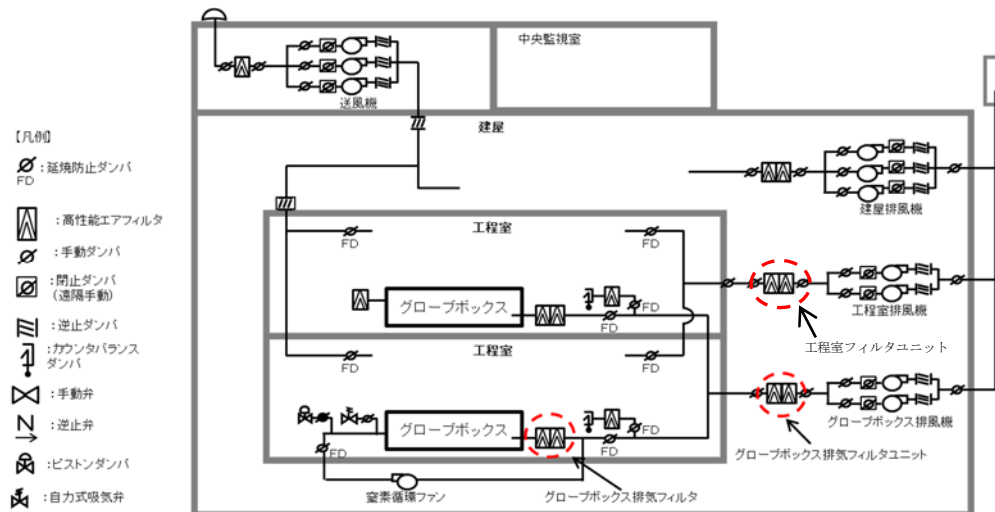 中央監視室
送風機
建屋
【凡例】
:延焼防止ダンパ
FD
:高性能エアフィルタ
:手動ダンパ
:閉止ダンパ
(遠隔手動)
:逆止ダンパ
:カウンタバランス
ダンパ
:手動弁
N
:逆止弁
:ピストンダンパ
:自力式吸気弁
建屋排風機
工程室
FD
FD
グローブボックス
FD
FD
工程室排風機
工程室フィルタユニット
工程室
FD
FD
グローブボックス
FD
FD
FD
グローブボックス排風機
グローブボックス排気フィルタユニット
窒素循環ファン
グローブボックス排気フィルタ